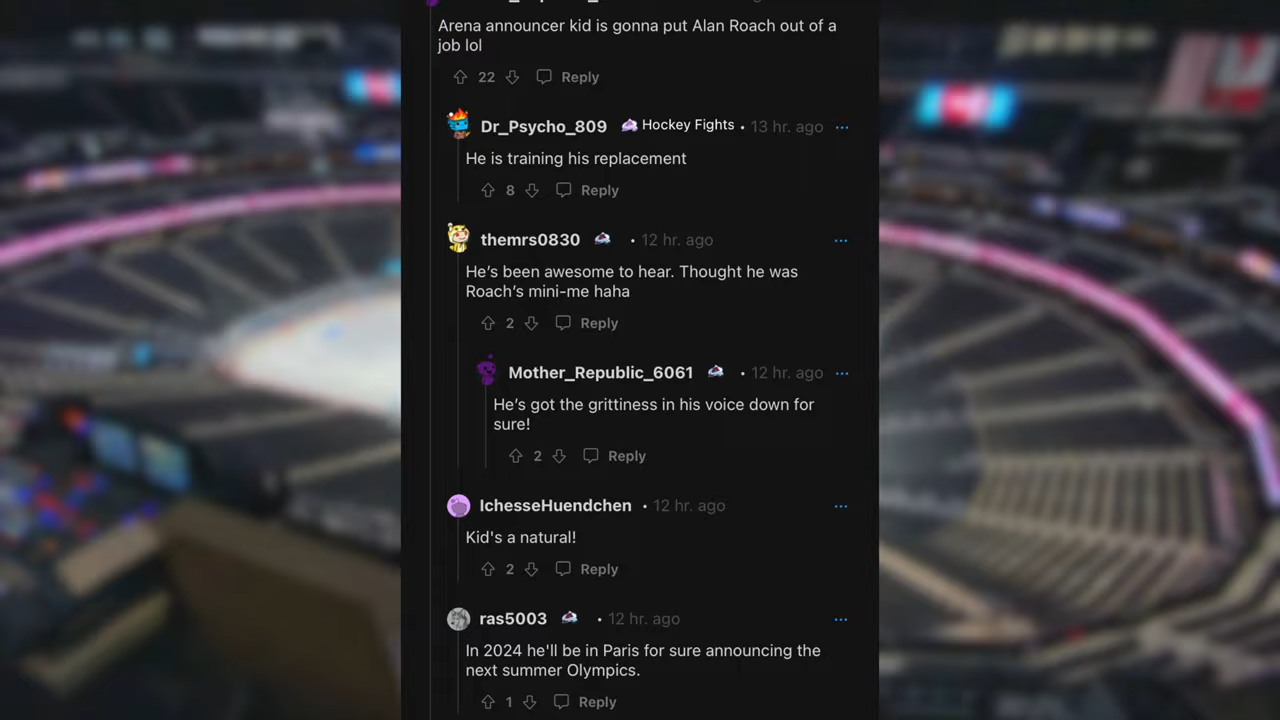 Arena announcer kid is gonna put Alan Roach out of a
job lol
22 Reply
Dr_Psycho_809 Hockey Fights • 13 hr. ago ...
He is training his replacement
8 Reply
themrs0830 • 12 hr. ago ...
He's been awesome to hear. Thought he was
Roach's mini-me haha
2 Reply
Mother_Republic_6061 • 12 hr. ago ...
He's got the grittiness in his voice down for
sure!
2 Reply
IchesseHuendchen • 12 hr. ago ...
Kid's a natural!
2 Reply
ras5003 • 12 hr. ago ...
In 2024 he'll be in Paris for sure announcing the
next summer Olympics.
1 Reply